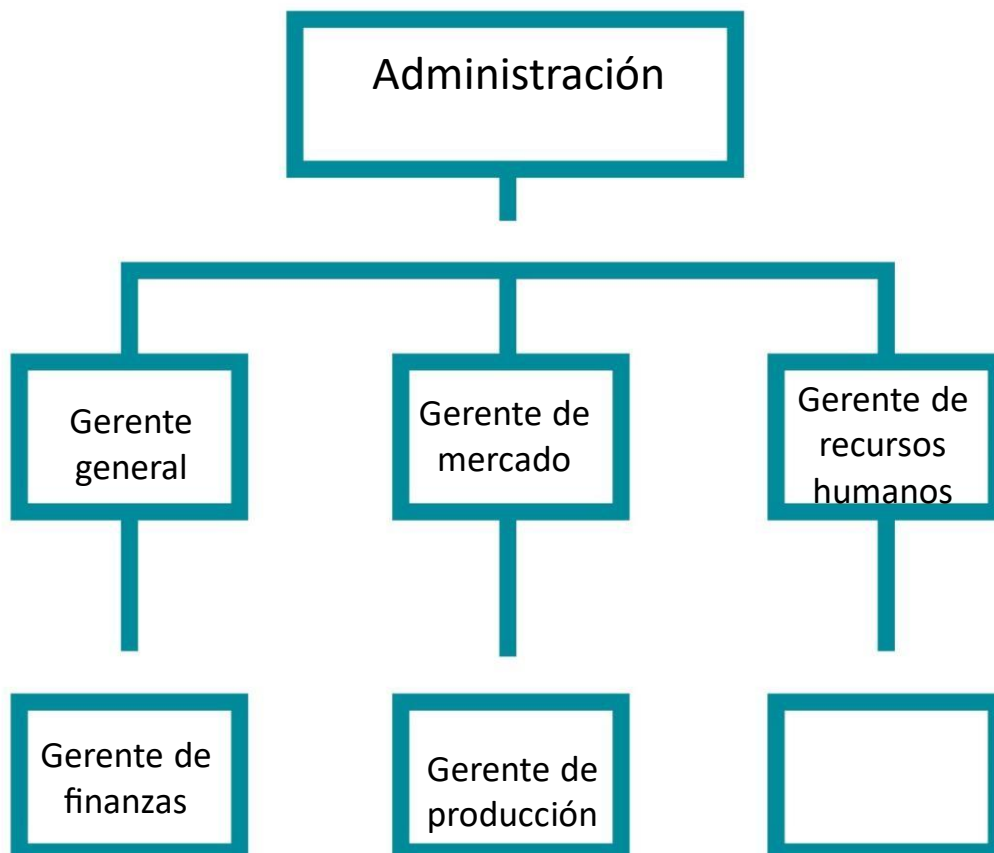 Administración
Gerente
general
Gerente de
mercado
Gerente de
recursos
humanos
Gerente de
finanzas
Gerente de
producción